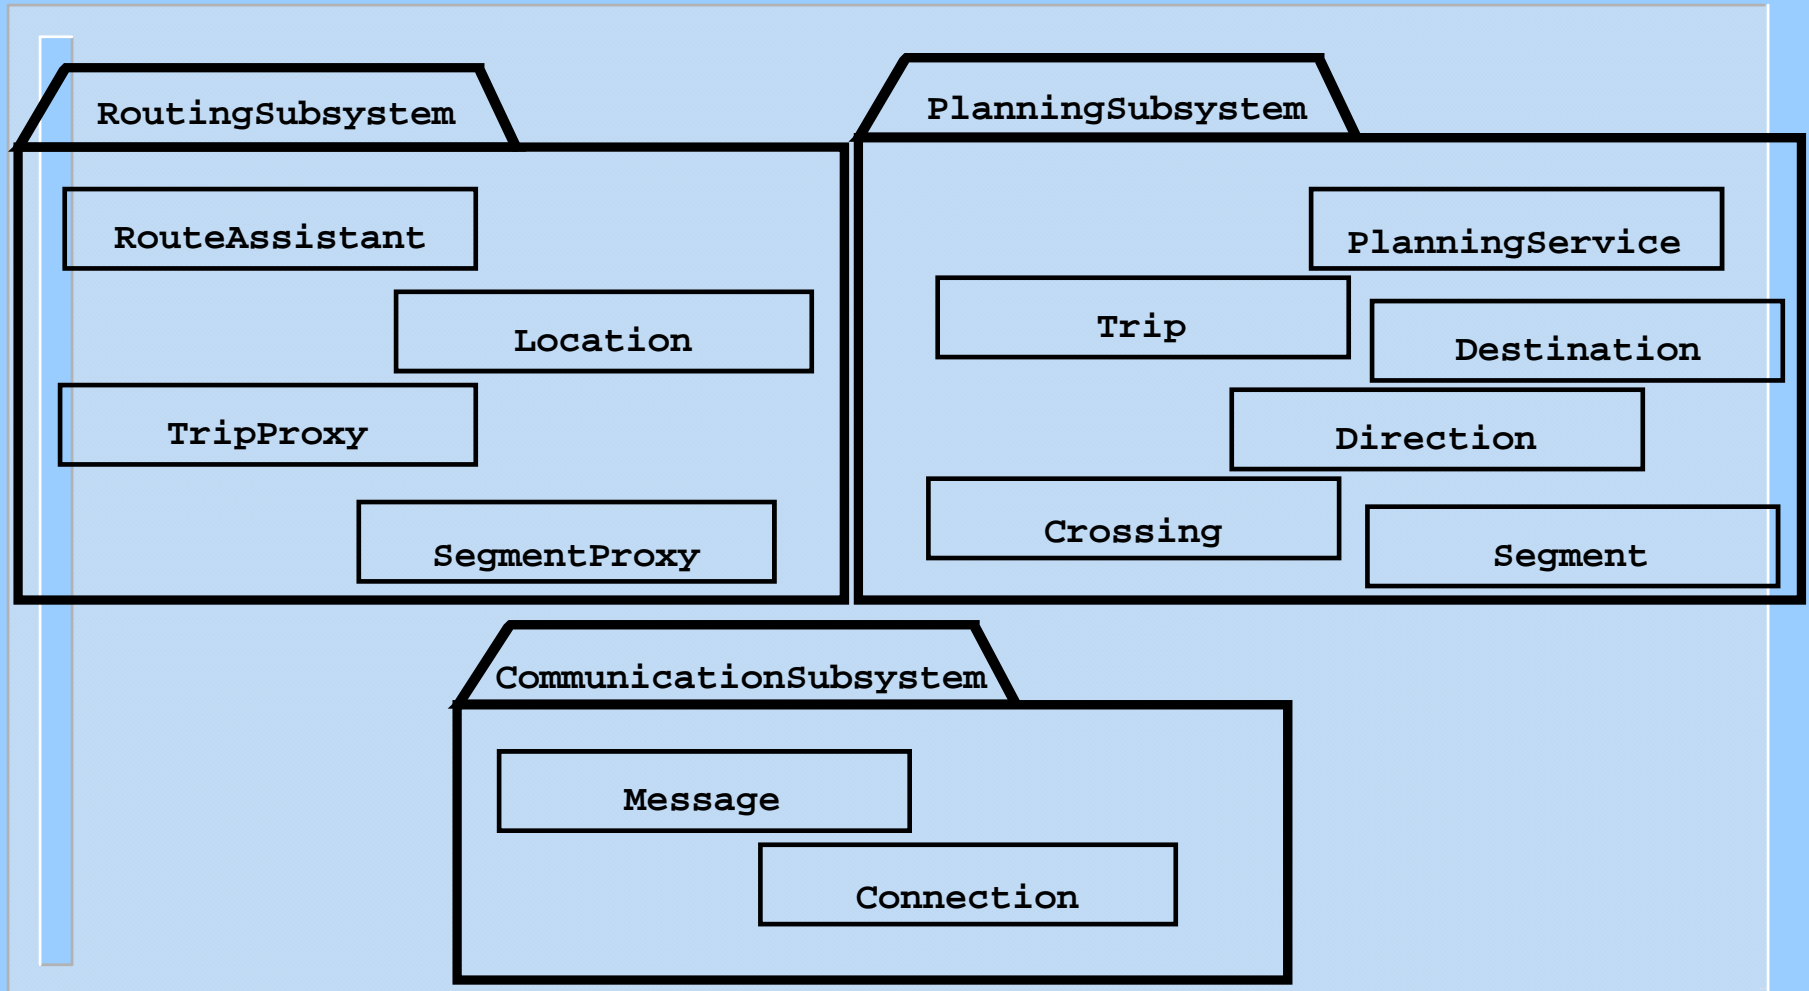 RoutingSubsystem
RouteAssistant
Location
TripProxy
SegmentProxy
PlanningSubsystem
PlanningService
Trip
Destination
Direction
Crossing
Segment
CommunicationSubsystem
Message
Connection